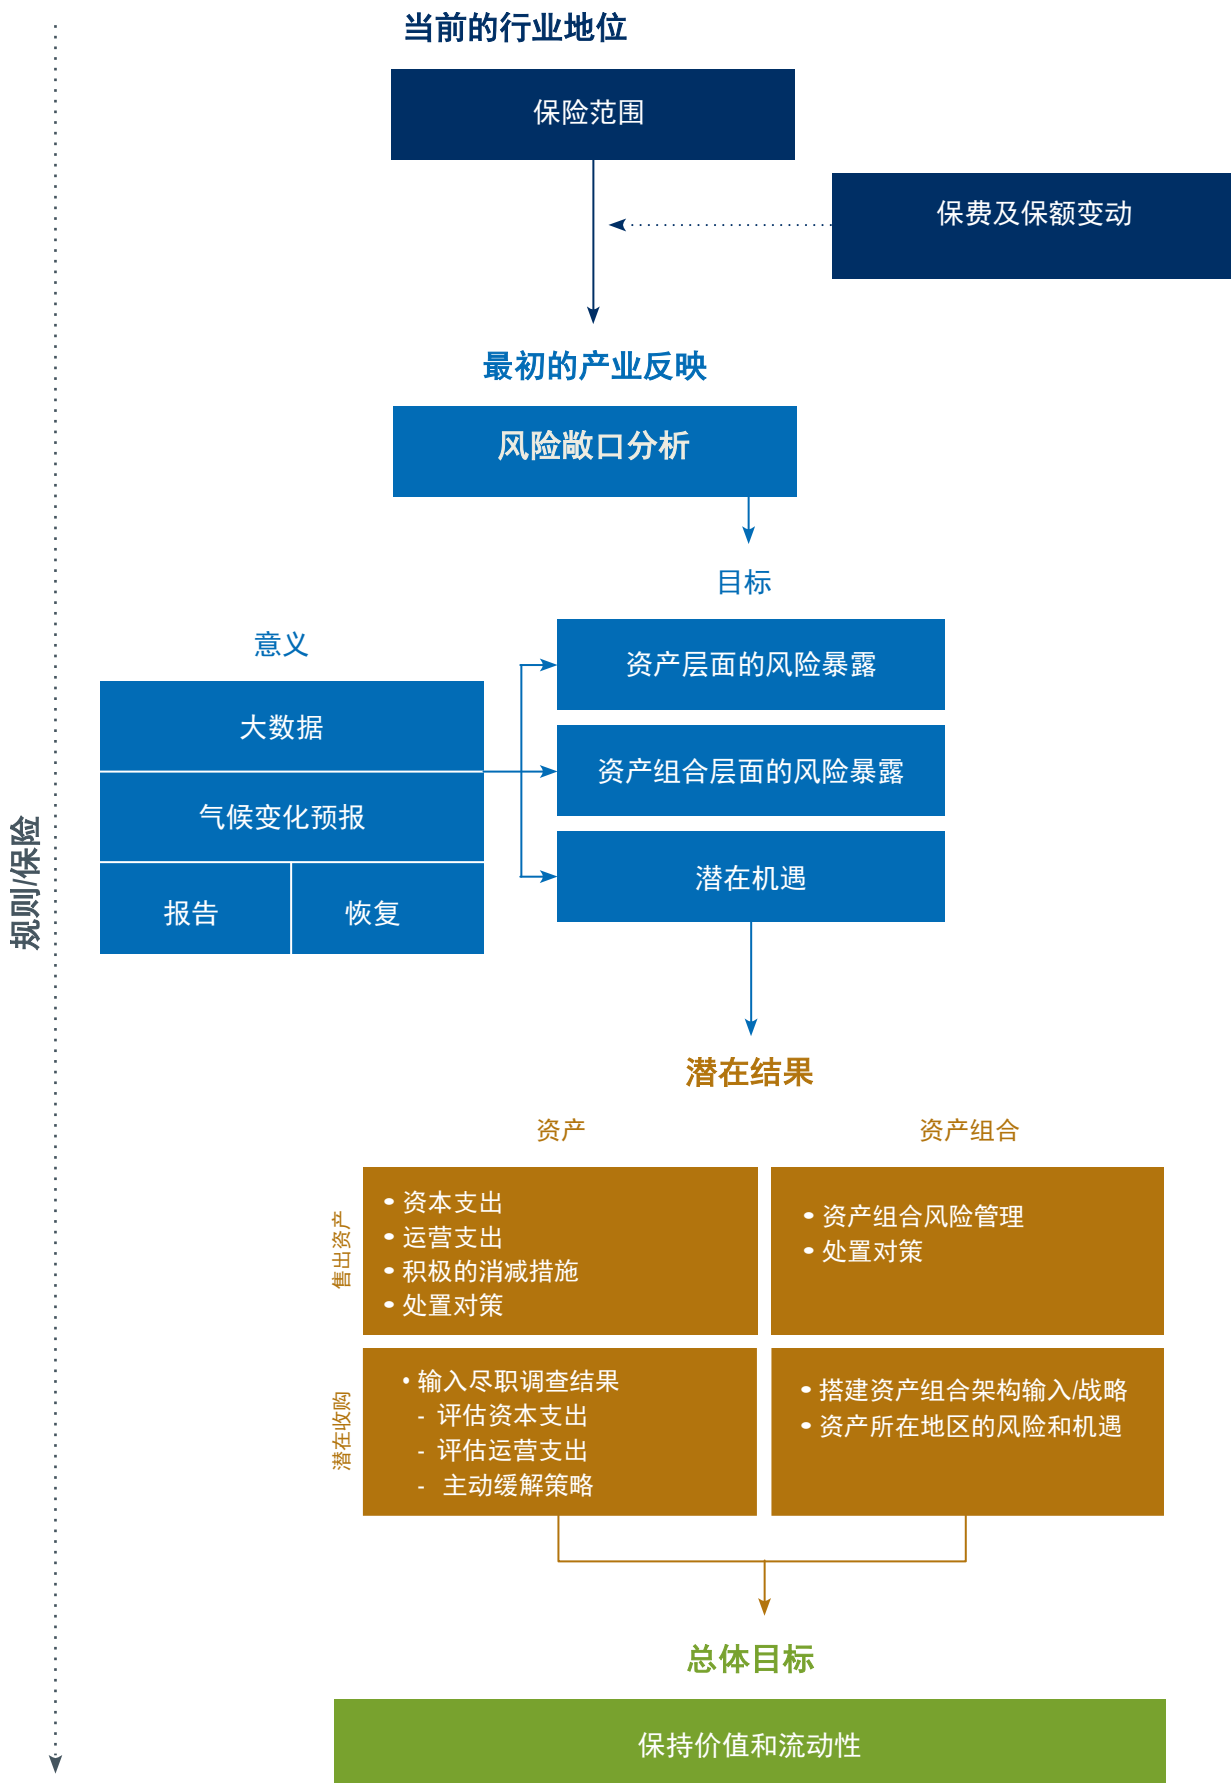 当前的行业地位
保险范围
保费及保额变动
最初的产业反映
风险敞口分析
目标
意义
资产层面的风险暴露
大数据
资产组合层面的风险暴露
气候变化预报
潜在机遇
报告
恢复
规则/保险
潜在结果
资产
资产组合
售出资产
• 资本支出
• 运营支出
• 积极的消减措施
• 处置对策
• 资产组合风险管理
• 处置对策
潜在收购
• 输入尽职调查结果
- 评估资本支出
- 评估运营支出
- 主动缓解策略
• 搭建资产组合架构输入/战略
• 资产所在地区的风险和机遇
总体目标
保持价值和流动性